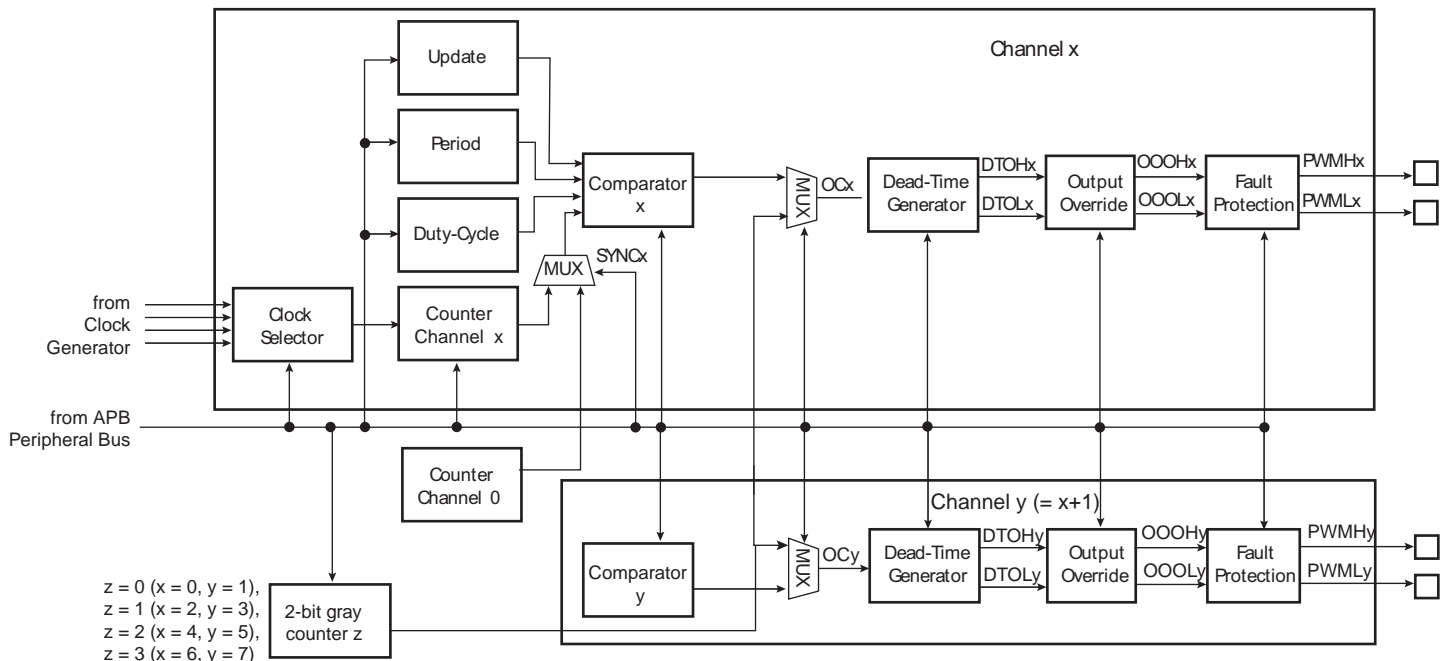 Channel x
Update
Period
Duty-Cycle
Comparator
x
MUX
SYNCx
MUX
OCx
Dead-Time
Generator
DTOHx
DTOLx
Output
Override
OOOHx
OOOLx
Fault
Protection
PWMHx
PWMLx
from
Clock
Generator
Clock
Selector
Counter
Channel x
from APB
Peripheral Bus
Counter
Channel 0
Channel y (= x+1)
Comparator
y
MUX
OCy
Dead-Time
Generator
DTOHy
DTOLy
Output
Override
OOOHy
OOOLy
Fault
Protection
PWMHy
PWMLy
z = 0 (x = 0, y = 1),
z = 1 (x = 2, y = 3),
z = 2 (x = 4, y = 5),
z = 3 (x = 6, y = 7)
2-bit gray
counter z